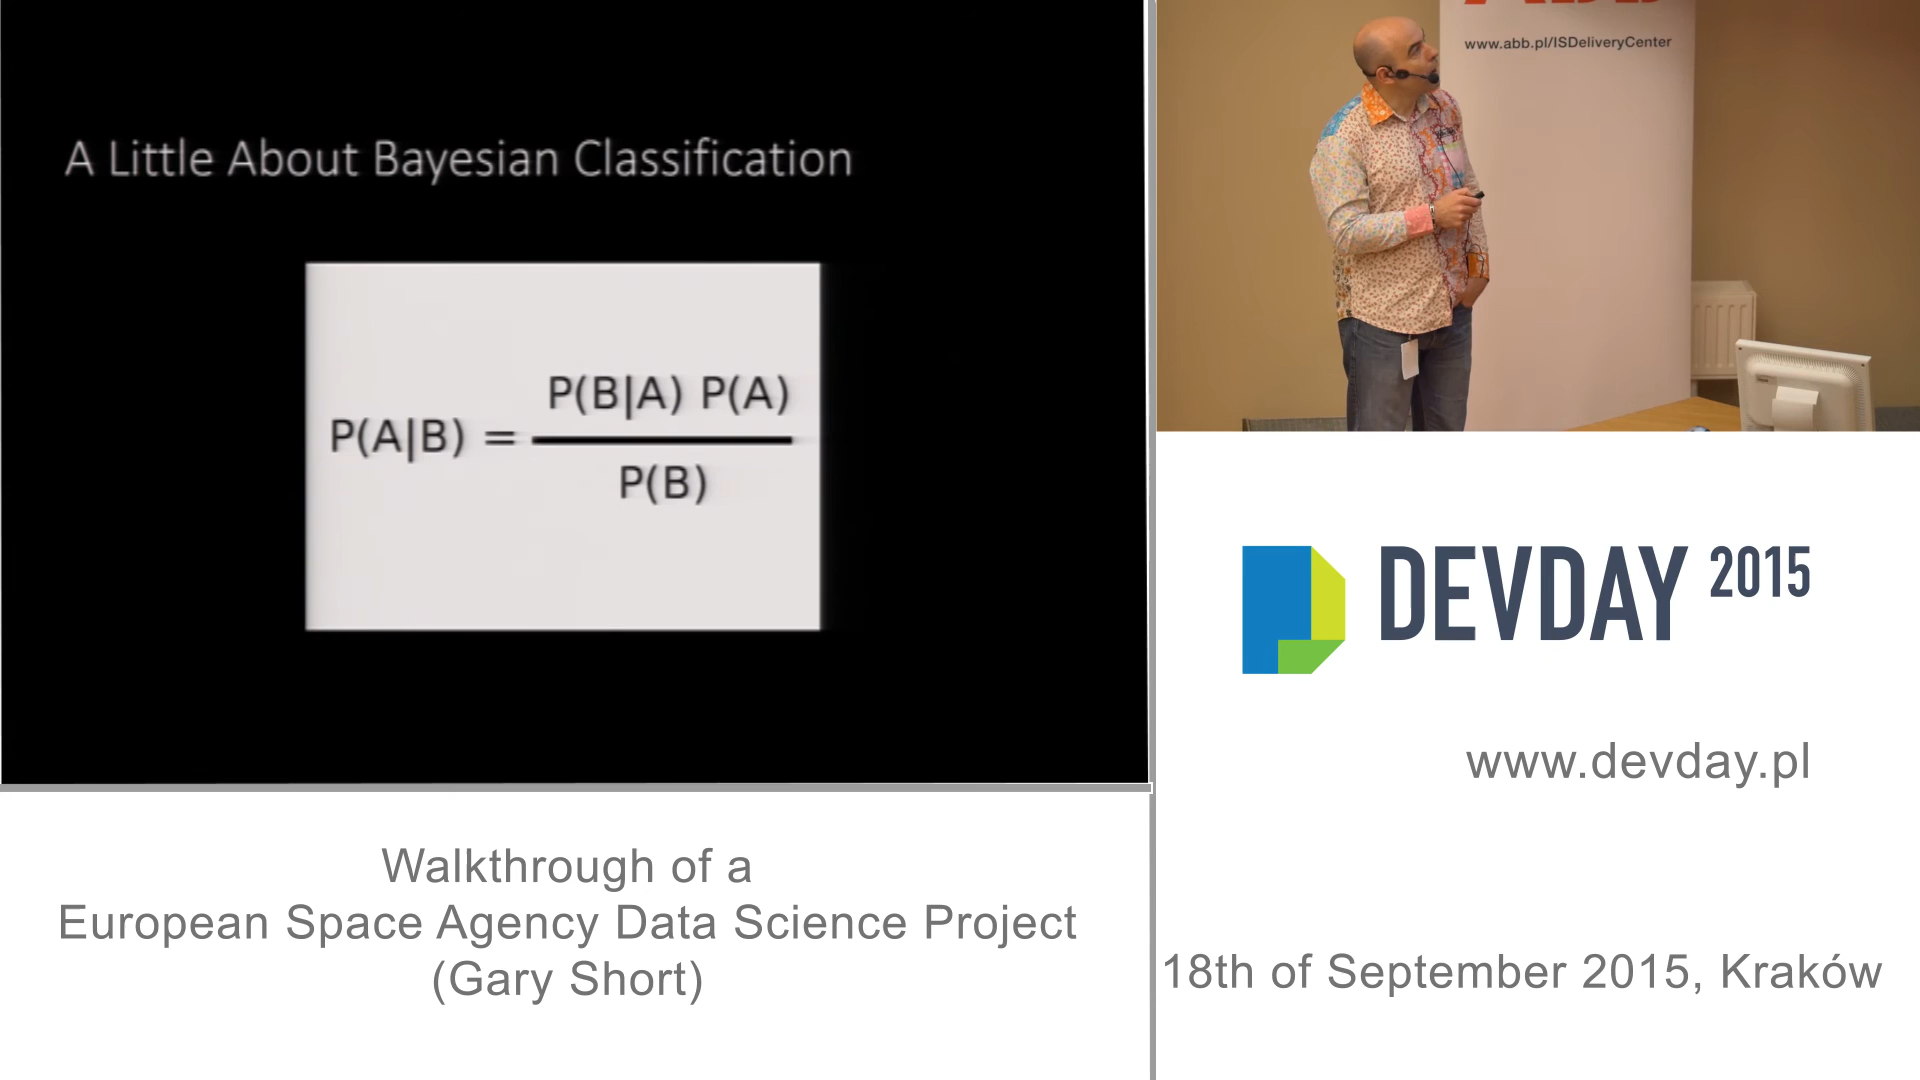 A Little About Bayesian Classification
P(A|B) =
P(B|A) P(A)
P(B)
www.abb.pl/ISDeliveryCenter
DEVDAY 2015
www.devday.pl
Walkthrough of a
European Space Agency Data Science Project
(Gary Short)
18th of September 2015, Kraków